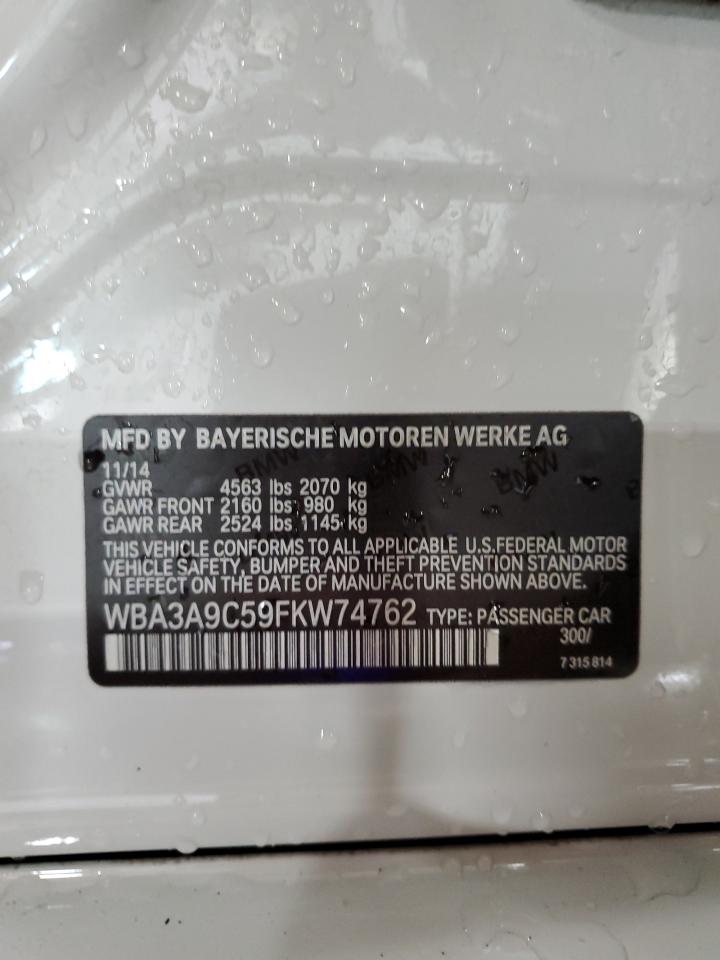 MFD BY BAYERISCHE MOTOREN WERKE AG
11/14
GVWR 4563 lbs 2070 kg
GAWR FRONT 2160 lbs 980 kg
GAWR REAR 2524 lbs 1145 kg
THIS VEHICLE CONFORMS TO ALL APPLICABLE U.S.FEDERAL MOTOR
VEHICLE SAFETY, BUMPER AND THEFT PREVENTION STANDARDS
IN EFFECT ON THE DATE OF MANUFACTURE SHOWN ABOVE.
WBA3A9C59FKW74762 TYPE: PASSENGER CAR
300/
7 315 814
BMW BMW BMW